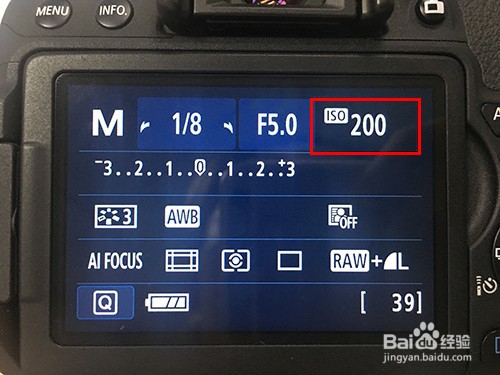 MENU INFO.
M 1/8 F5.0 ISO 200
-3..2..1..0..1..2..+3
3 AWB OFF
AI FOCUS RAW+L
Q [ 39]
Bai du 经验
jingyan.baidu.com